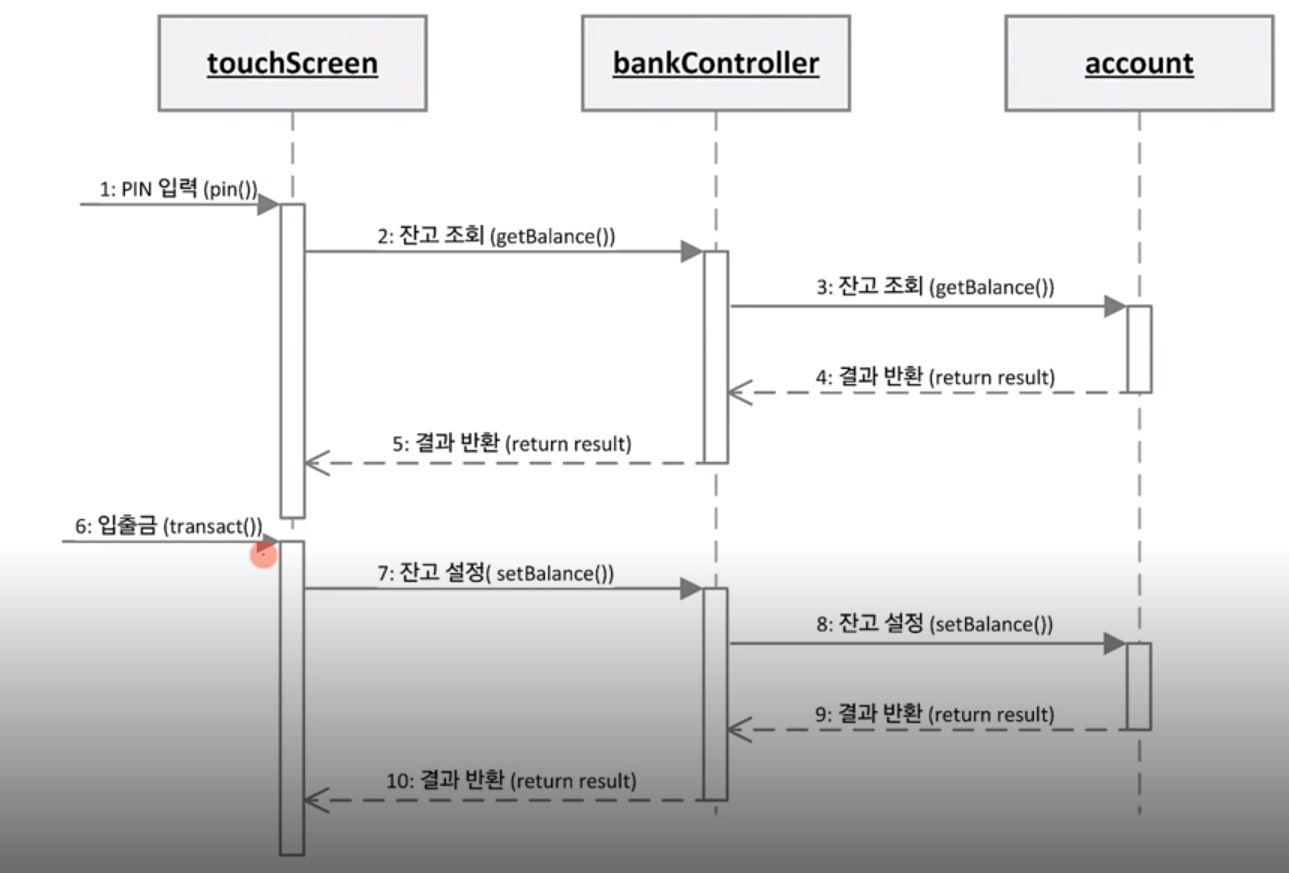 touchScreen
bankController
account
1: PIN 입력 (pin())
2: 잔고 조회 (getBalance())
3: 잔고 조회 (getBalance())
4: 결과 반환 (return result)
5: 결과 반환 (return result)
6: 입출금 (transact())
7: 잔고 설정( setBalance())
8: 잔고 설정 (setBalance())
9: 결과 반환 (return result)
10: 결과 반환 (return result)